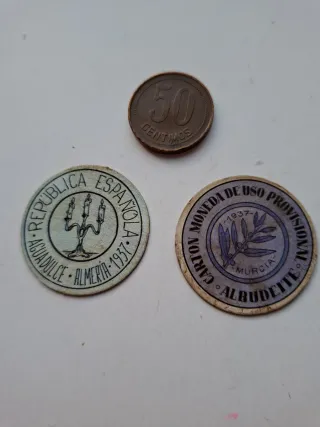 50
CENTIMOS
REPUBLICA ESPAÑOLA
AGUADULCE · ALMERIA · 1937 ·
CARTON MONEDA DE USO PROVISIONAL
· 1937 ·
MURCIA
ALBUDEITE